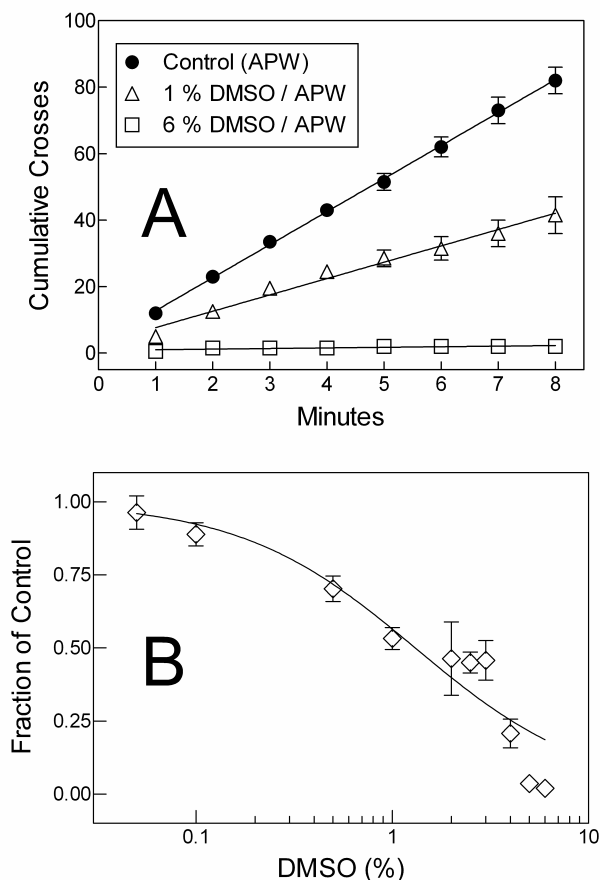 100
80
60
40
20
0
Cumulative Crosses
Control (APW)
1 % DMSO / APW
6 % DMSO / APW
A
0 1 2 3 4 5 6 7 8
Minutes
1.00
0.75
0.50
0.25
0.00
Fraction of Control
B
0.1 1 10
DMSO (%)